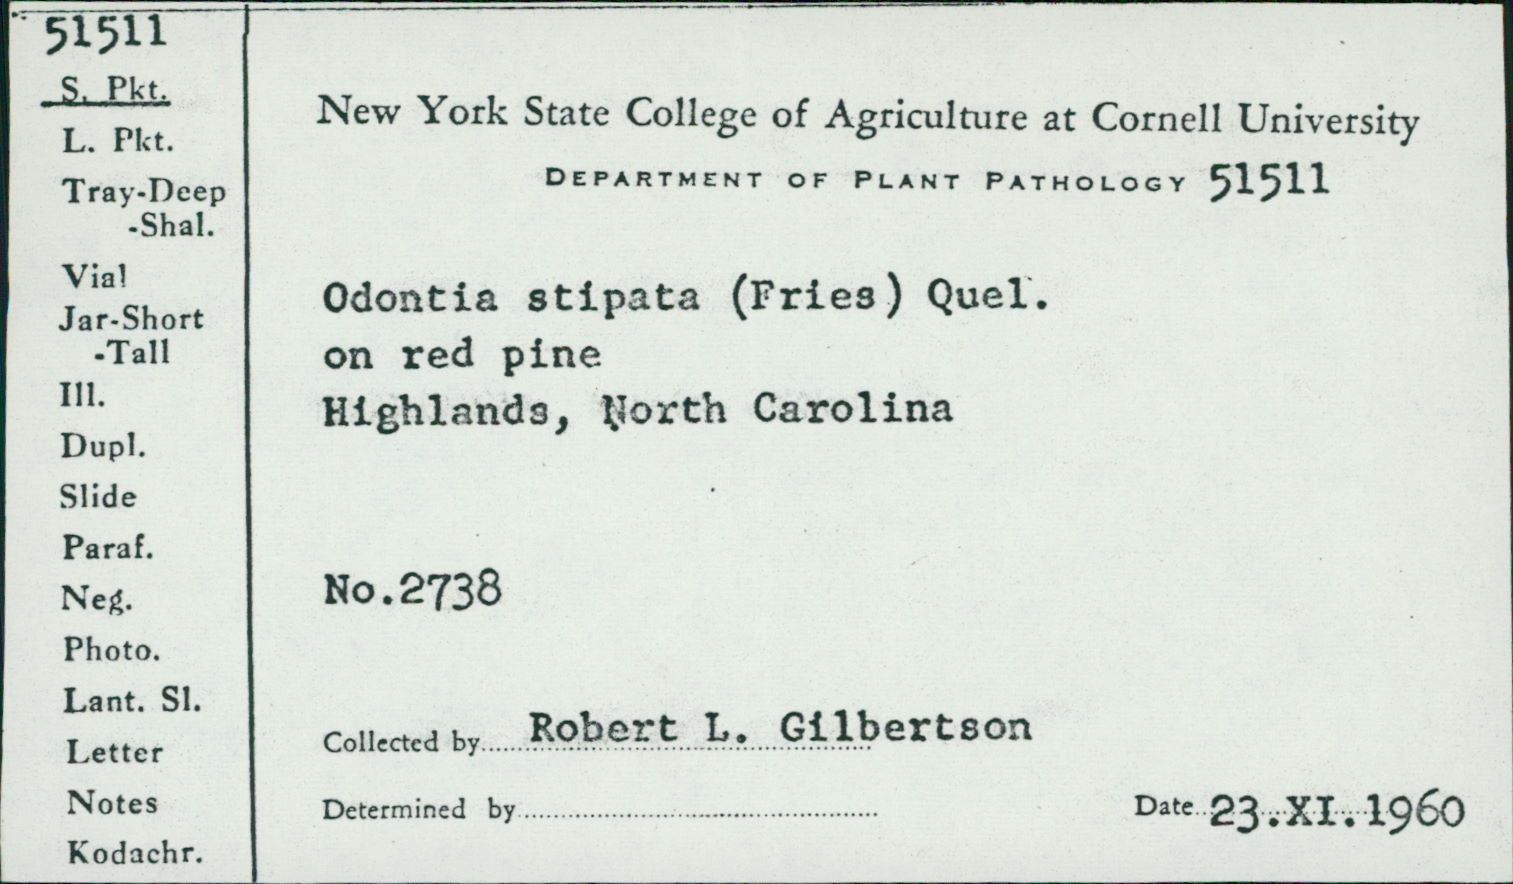 51511
S. Pkt.
L. Pkt.
Tray-Deep
-Shal.
Vial
Jar-Short
-Tall
Ill.
Dupl.
Slide
Paraf.
Neg.
Photo.
Lant. Sl.
Letter
Notes
Kodachr.
New York State College of Agriculture at Cornell University
DEPARTMENT OF PLANT PATHOLOGY 51511
Odontia stipata (Fries) Quel.
on red pine
Highlands, North Carolina
No.2738
Collected by Robert L. Gilbertson
Determined by
Date 23.XI.1960